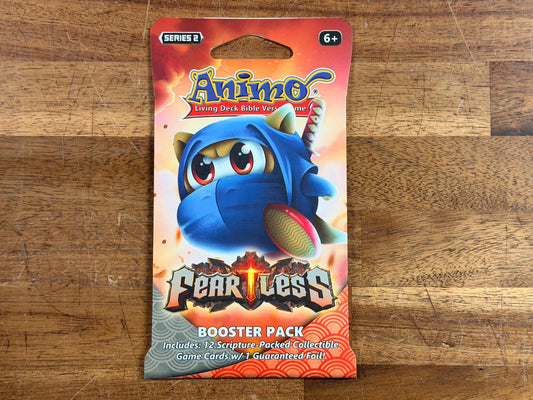 SERIES 2
6+
Animo®
Living Deck Bible Verse Game
FearLess
BOOSTER PACK
Includes: 12 Scripture-Packed Collectible
Game Cards w/ 1 Guaranteed Foil!